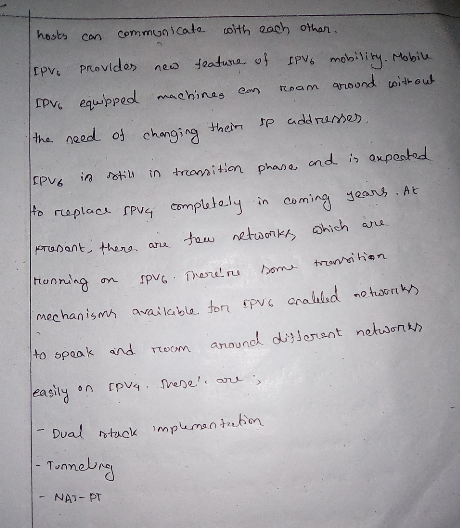 hosts can communicate with each other.
IPV6 provides new feature of IPV6 mobility. Mobile
IPV6 equipped machines can roam around without
the need of changing their IP addresses.
IPV6 is still in transition phase and is expected
to replace IPV4 completely in coming years. At
present, there are few networks which are
running on IPV6. There're some transition
mechanisms available for IPV6 enabled networks
to speak and roam around different networks
easily on IPV4. These are;
- Dual stack implementation
- Tunneling
- NAT-PT